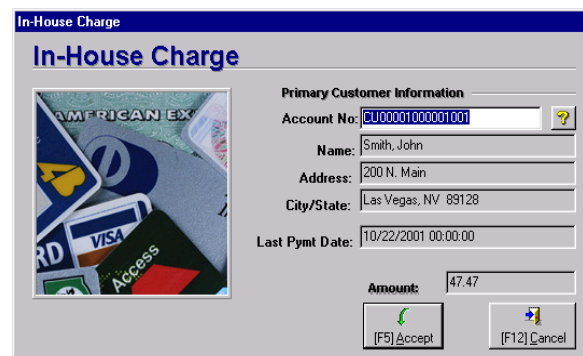 In-House Charge
In-House Charge
Primary Customer Information
Account No: CU00001000001001 ?
Name: Smith, John
Address: 200 N. Main
City/State: Las Vegas, NV 89128
Last Pymt Date: 10/22/2001 00:00:00
Amount: 47.47
[F5] Accept [F12] Cancel
AMERICAN EX
VISA
RD
Access